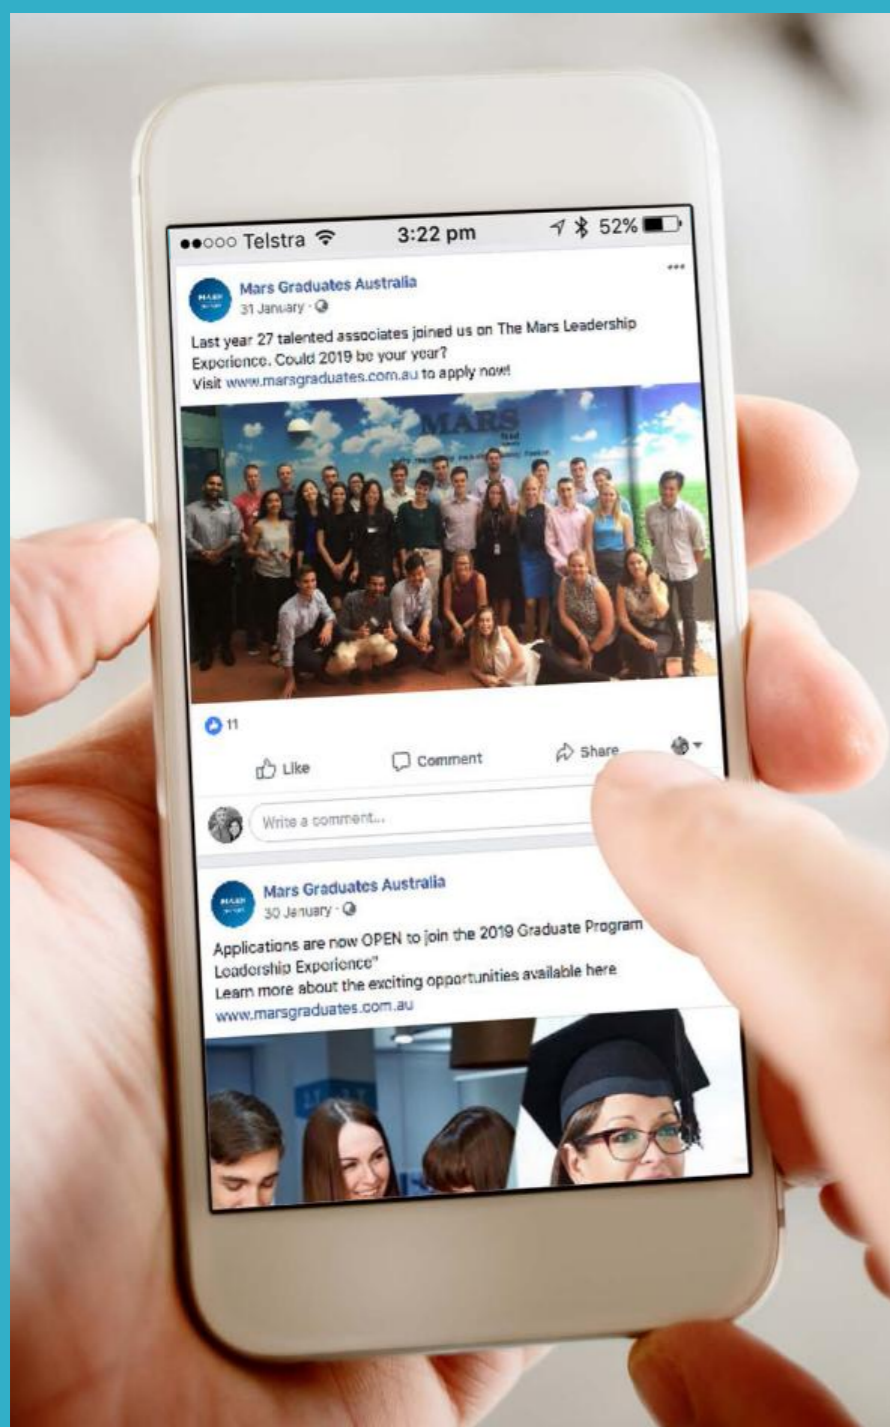 Telstra 3:22 pm 52%
Mars Graduates Australia
31 January
Last year 27 talented associates joined us on The Mars Leadership
Experience. Could 2019 be your year?
Visit www.marsgraduates.com.au to apply now!
MARS
food
11
Like Comment Share
Write a comment...
Mars Graduates Australia
30 January
Applications are now OPEN to join the 2019 Graduate Program
Leadership Experience"
Learn more about the exciting opportunities available here
www.marsgraduates.com.au